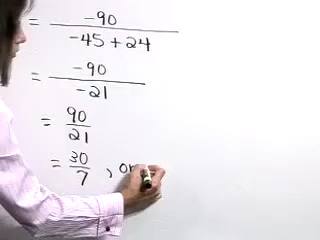 = -90 / -45 + 24
= -90 / -21
= 90 / 21
= 30 / 7 , or